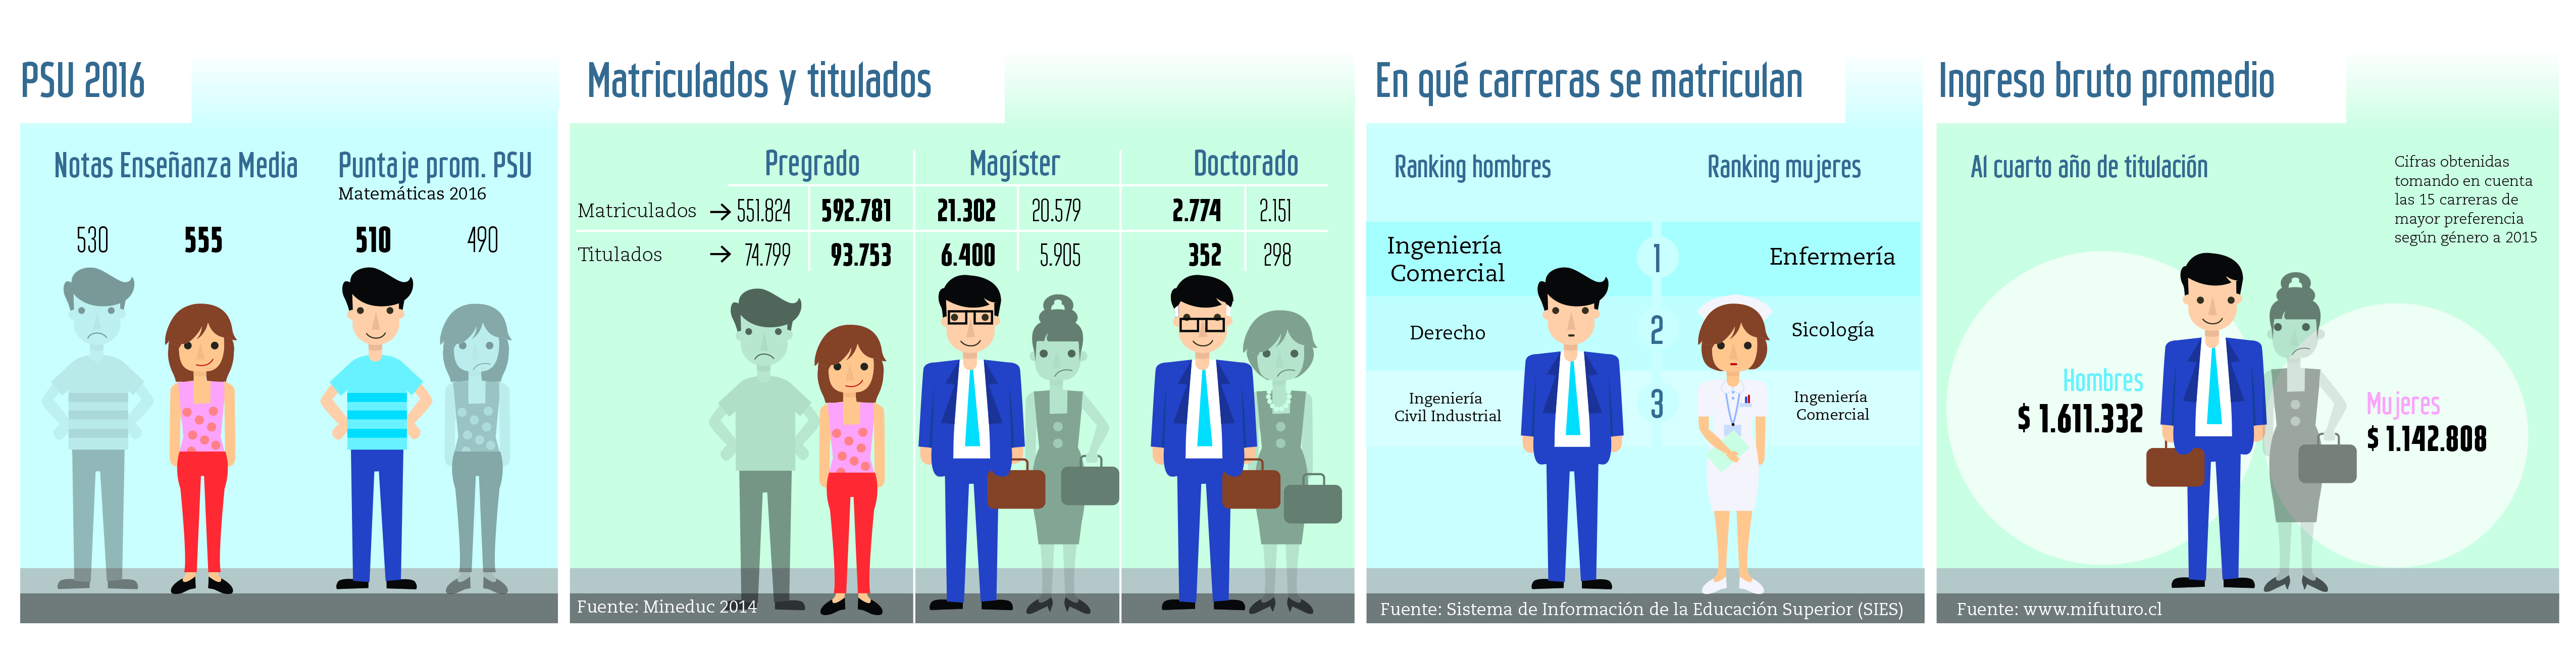 PSU 2016
Notas Enseñanza Media
530
555
Puntaje prom. PSU
Matemáticas 2016
510
490
Matriculados y titulados
Pregrado
Magíster
Doctorado
Matriculados → 551.824 592.781 21.302 20.579 2.774 2.151
Titulados → 74.799 93.753 6.400 5.905 352 298
Fuente: Mineduc 2014
En qué carreras se matriculan
Ranking hombres
Ranking mujeres
Ingeniería
Comercial
1
Enfermería
Derecho
2
Sicología
Ingeniería
Civil Industrial
3
Ingeniería
Comercial
Fuente: Sistema de Información de la Educación Superior (SIES)
Ingreso bruto promedio
Al cuarto año de titulación
Cifras obtenidas
tomando en cuenta
las 15 carreras de
mayor preferencia
según género a 2015
Hombres
$ 1.611.332
Mujeres
$ 1.142.808
Fuente: www.mifuturo.cl